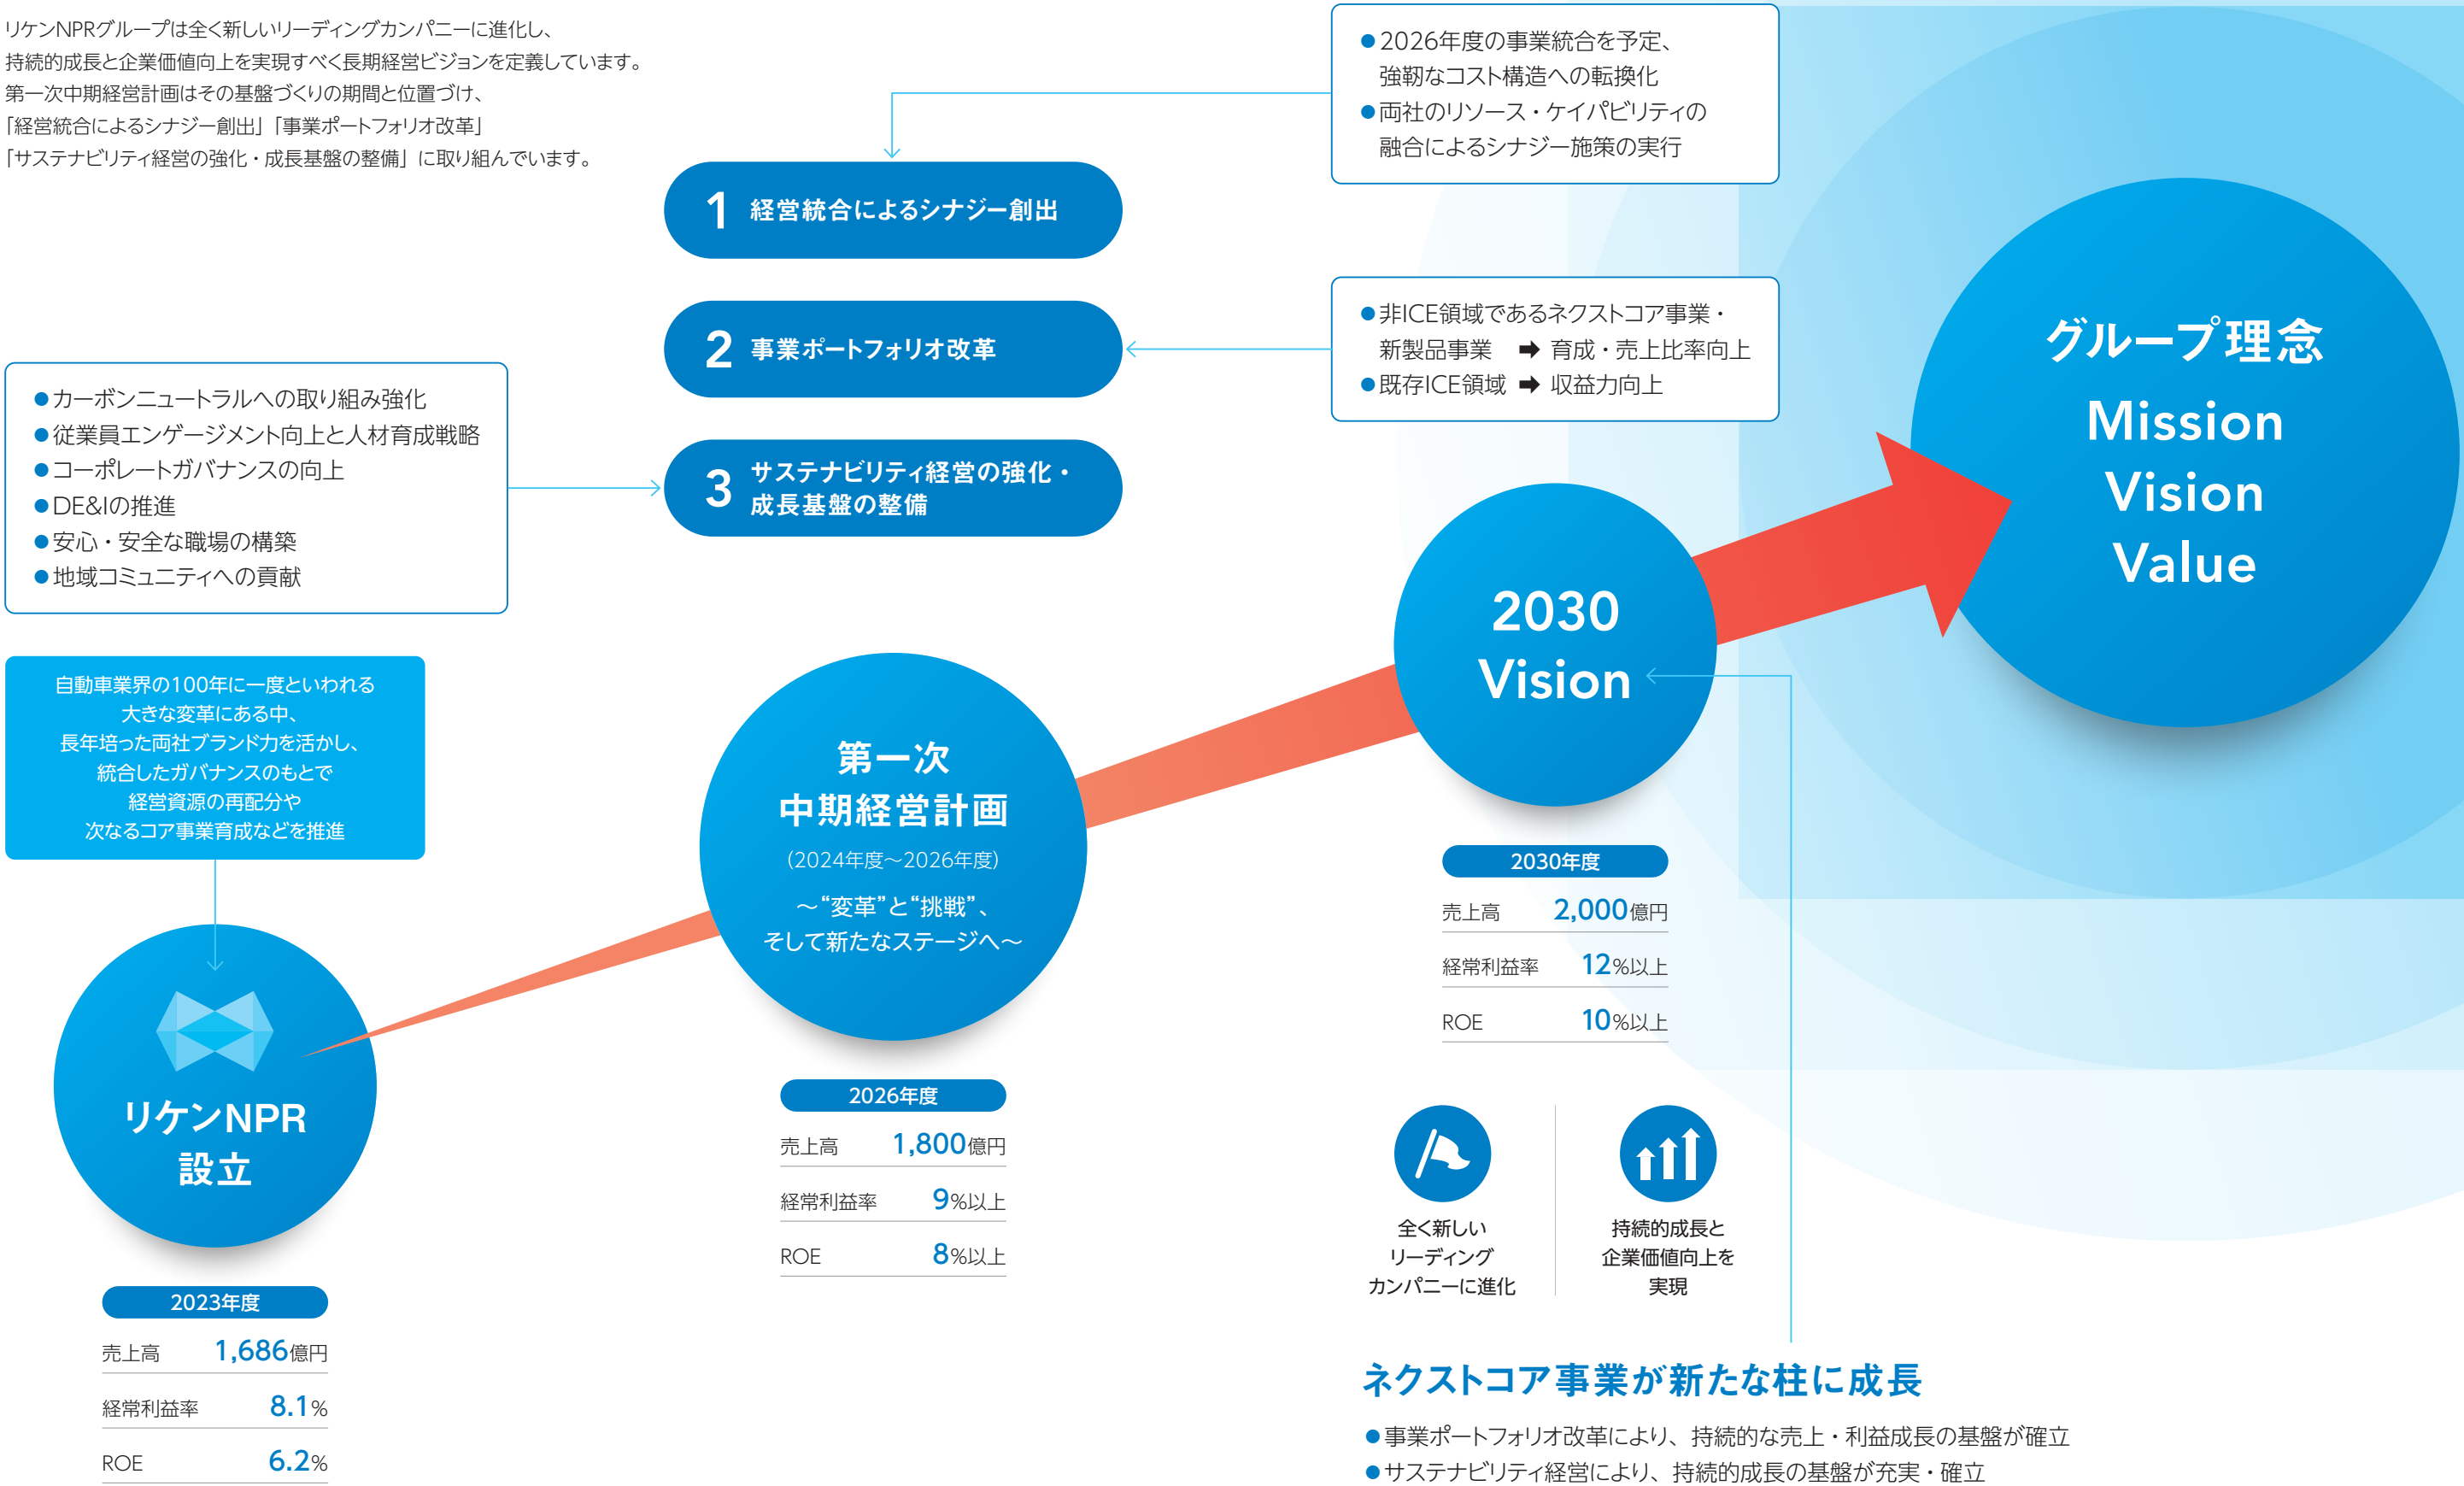 リケンNPRグループは全く新しいリーディングカンパニーに進化し、
持続的成長と企業価値向上を実現すべく長期経営ビジョンを定義しています。
第一次中期経営計画はその基盤づくりの期間と位置づけ、
「経営統合によるシナジー創出」「事業ポートフォリオ改革」
「サステナビリティ経営の強化・成長基盤の整備」に取り組んでいます。
●2026年度の事業統合を予定、
強靭なコスト構造への転換化
●両社のリソース・ケイパビリティの
融合によるシナジー施策の実行
1 経営統合によるシナジー創出
●非ICE領域であるネクストコア事業・
新製品事業 ➡ 育成・売上比率向上
●既存ICE領域 ➡ 収益力向上
2 事業ポートフォリオ改革
●カーボンニュートラルへの取り組み強化
●従業員エンゲージメント向上と人材育成戦略
●コーポレートガバナンスの向上
●DE&Iの推進
●安心・安全な職場の構築
●地域コミュニティへの貢献
3 サステナビリティ経営の強化・
成長基盤の整備
グループ理念
Mission
Vision
Value
自動車業界の100年に一度といわれる
大きな変革にある中、
長年培った両社ブランド力を活かし、
統合したガバナンスのもとで
経営資源の再配分や
次なるコア事業育成などを推進
リケンNPR
設立
2023年度
売上高 1,686億円
経常利益率 8.1%
ROE 6.2%
第一次
中期経営計画
(2024年度〜2026年度)
〜“変革”と“挑戦”、
そして新たなステージへ〜
2026年度
売上高 1,800億円
経常利益率 9%以上
ROE 8%以上
2030
Vision
2030年度
売上高 2,000億円
経常利益率 12%以上
ROE 10%以上
全く新しい
リーディング
カンパニーに進化
持続的成長と
企業価値向上を
実現
ネクストコア事業が新たな柱に成長
●事業ポートフォリオ改革により、持続的な売上・利益成長の基盤が確立
●サステナビリティ経営により、持続的成長の基盤が充実・確立